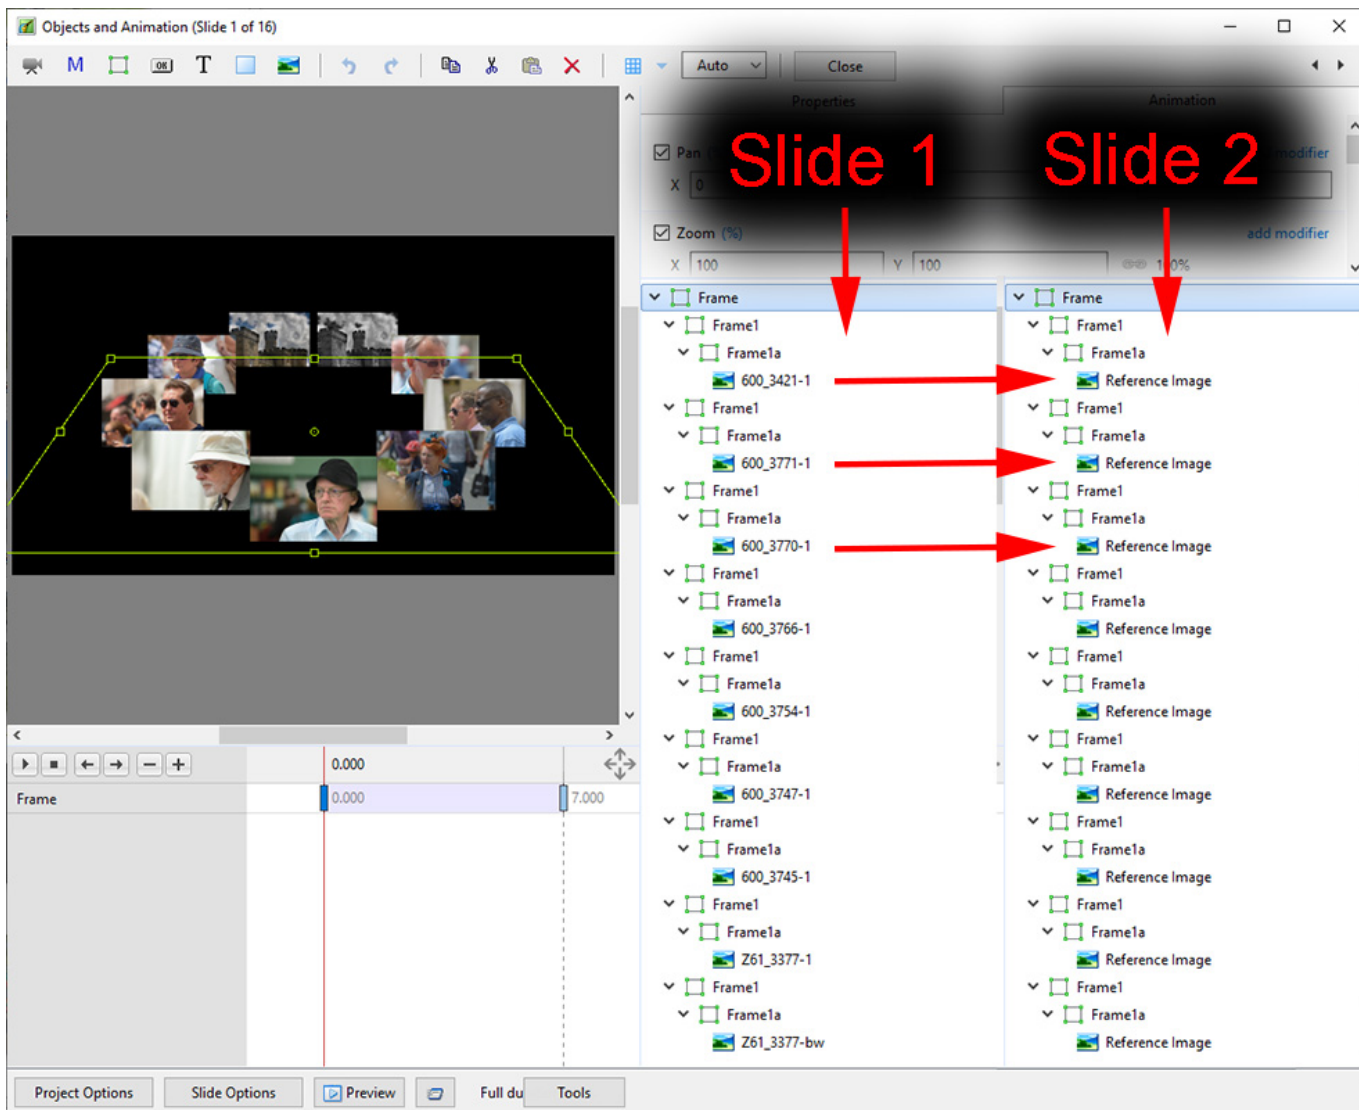 Objects and Animation (Slide 1 of 16)
M OK T Auto Close
Properties Animation
Slide 1 Slide 2
Pan modifier
X 0
Zoom (%) add modifier
X 100 Y 100 100%
Frame Frame
Frame1 Frame1
Frame1a Frame1a
600_3421-1 Reference Image
Frame1 Frame1
Frame1a Frame1a
600_3771-1 Reference Image
Frame1 Frame1
Frame1a Frame1a
600_3770-1 Reference Image
Frame1 Frame1
Frame1a Frame1a
600_3766-1 Reference Image
Frame1 Frame1
Frame1a Frame1a
600_3754-1 Reference Image
Frame1 Frame1
Frame1a Frame1a
600_3747-1 Reference Image
Frame1 Frame1
Frame1a Frame1a
600_3745-1 Reference Image
Frame1 Frame1
Frame1a Frame1a
Z61_3377-1 Reference Image
Frame1 Frame1
Frame1a Frame1a
Z61_3377-bw Reference Image
0.000
Frame 0.000 7.000
Project Options Slide Options Preview Full du Tools